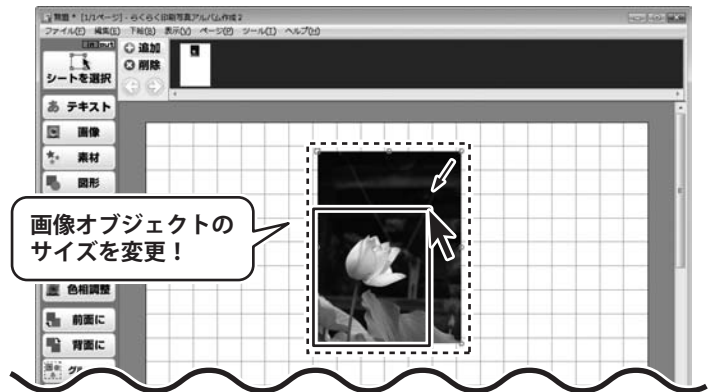 無題 * [1/1ページ] - らくらく印刷写真アルバム作成2
ファイル(F) 編集(E) 下絵(B) 表示(V) ページ(P) ツール(T) ヘルプ(H)
in put
シートを選択
追加
削除
あ テキスト
画像
素材
図形
画像オブジェクトの
サイズを変更！
色相調整
前面に
背面に